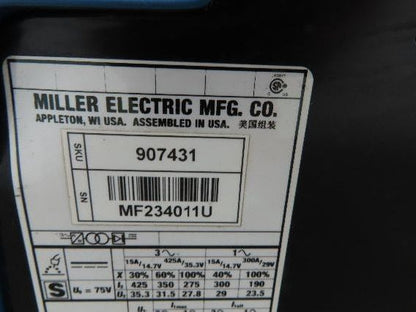 MILLER ELECTRIC MFG. CO.
APPLETON, WI USA. ASSEMBLED IN USA. 美国组装
SKU 907431
SN MF234011U
3~ 1~
15A/14.7V 425A/35.3V 15A/14.7V 300A/29V
X 30% 60% 100% 40% 100%
S U₀ = 75V I₂ 425 350 275 300 190
U₂ 35.3 31.5 27.8 29 23.5